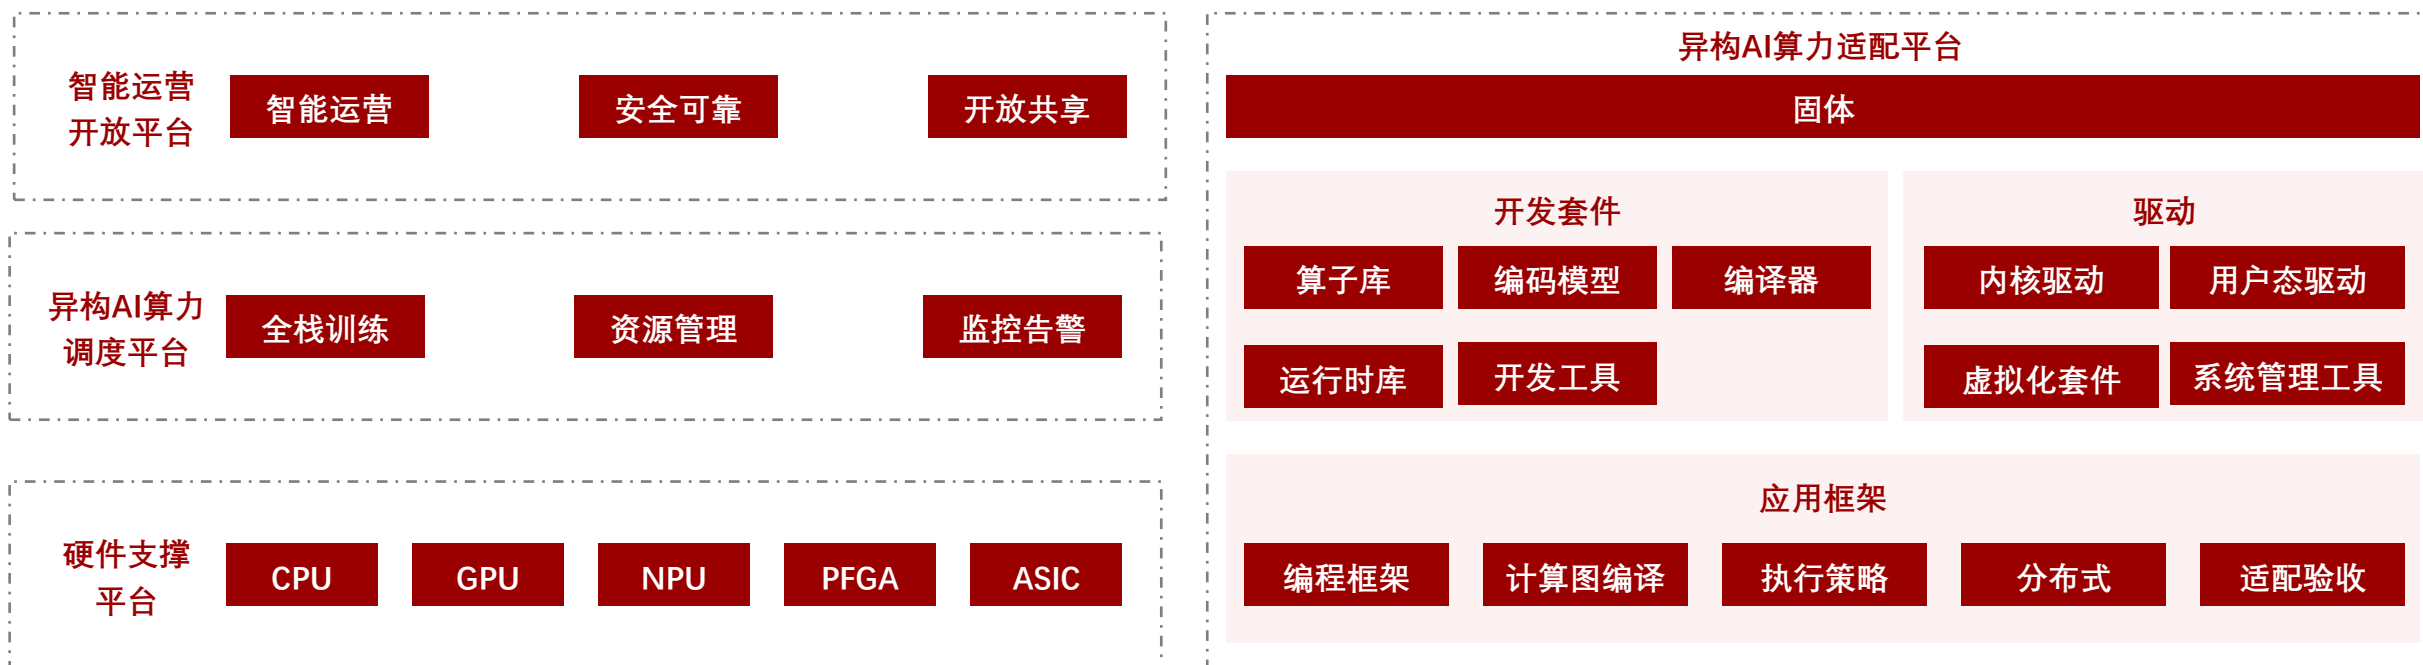 智能运营
开放平台
智能运营
安全可靠
开放共享
异构AI算力
调度平台
全栈训练
资源管理
监控告警
硬件支撑
平台
CPU
GPU
NPU
PFGA
ASIC
异构AI算力适配平台
固体
开发套件
算子库
编码模型
编译器
运行时库
开发工具
驱动
内核驱动
用户态驱动
虚拟化套件
系统管理工具
应用框架
编程框架
计算图编译
执行策略
分布式
适配验收